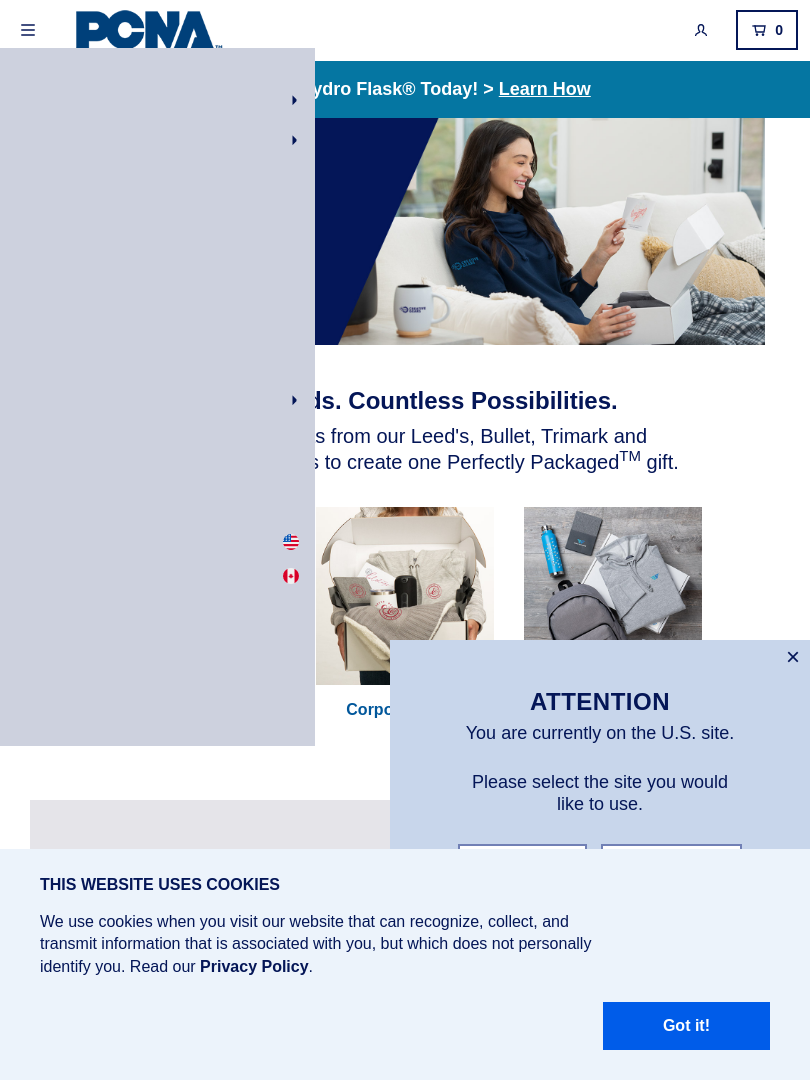 PCNA™
0
ydro Flask® Today! > Learn How
ds. Countless Possibilities.
s from our Leed's, Bullet, Trimark and
s to create one Perfectly Packaged™ gift.
Corpo
×
ATTENTION
You are currently on the U.S. site.
Please select the site you would
like to use.
THIS WEBSITE USES COOKIES
We use cookies when you visit our website that can recognize, collect, and
transmit information that is associated with you, but which does not personally
identify you. Read our Privacy Policy.
Got it!